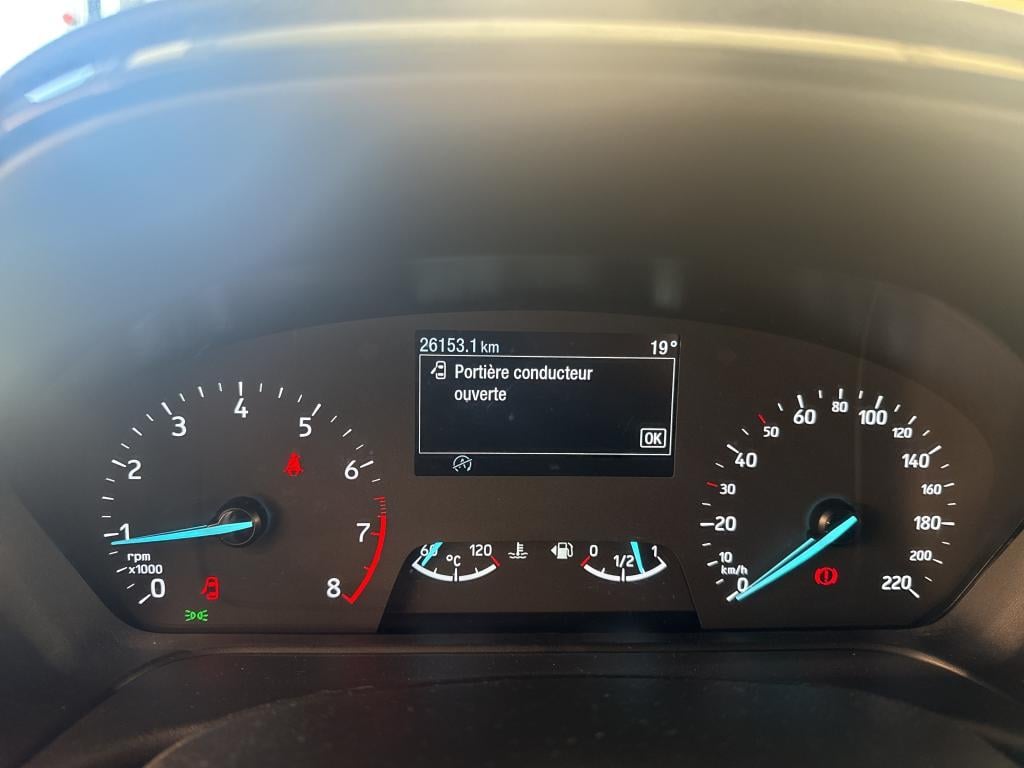 26153.1 km 19°
Portière conducteur
ouverte
OK
0 1 2 3 4 5 6 7 8
rpm
x1000
60 °C 120
0 1/2 1
0 10 20 30 40 50 60 80 100 120 140 160 180 200 220
km/h